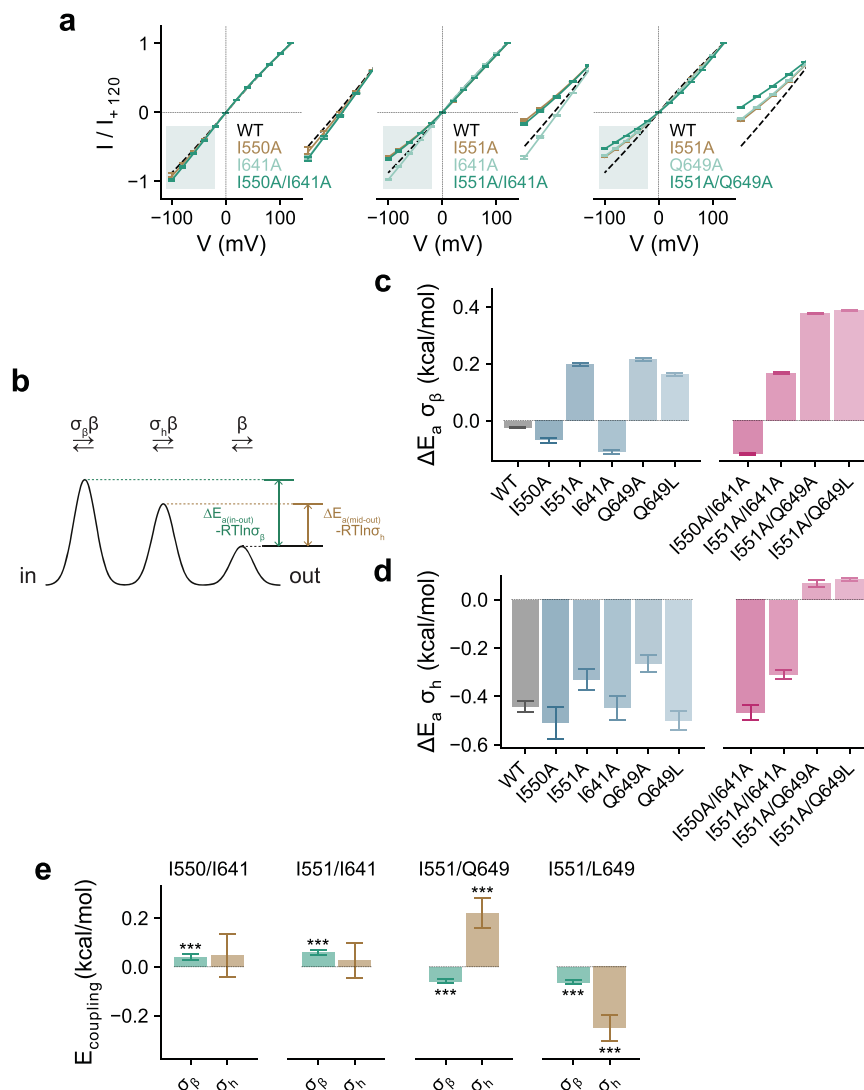 a
I / I+120
1
0
−1
WT
I550A
I641A
I550A/I641A
WT
I551A
I641A
I551A/I641A
WT
I551A
Q649A
I551A/Q649A
−100 0 100
−100 0 100
−100 0 100
V (mV)
V (mV)
V (mV)
b
σββ
σhβ
β
ΔEa(in-out)
-RTlnσβ
ΔEa(mid-out)
-RTlnσh
in
out
c
ΔEa σβ (kcal/mol)
0.4
0.2
0.0
WT
I550A
I551A
I641A
Q649A
Q649L
I550A/I641A
I551A/I641A
I551A/Q649A
I551A/Q649L
d
ΔEa σh (kcal/mol)
0.0
−0.2
−0.4
−0.6
WT
I550A
I551A
I641A
Q649A
Q649L
I550A/I641A
I551A/I641A
I551A/Q649A
I551A/Q649L
e
I550/I641
I551/I641
I551/Q649
I551/L649
Ecoupling(kcal/mol)
0.2
0.0
−0.2
***
***
***
***
***
***
σβ σh
σβ σh
σβ σh
σβ σh